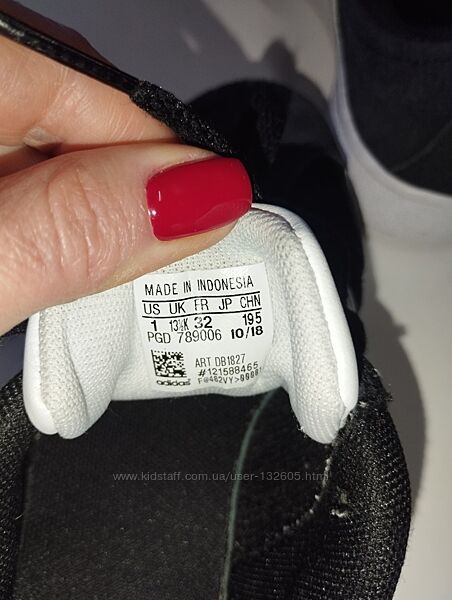 MADE IN INDONESIA
US UK FR JP CHN
1 13½K 32 195
PGD 789006 10/18
ART DB1827
#121588465
adidas
www.kidstaff.com.ua/user-132605.html